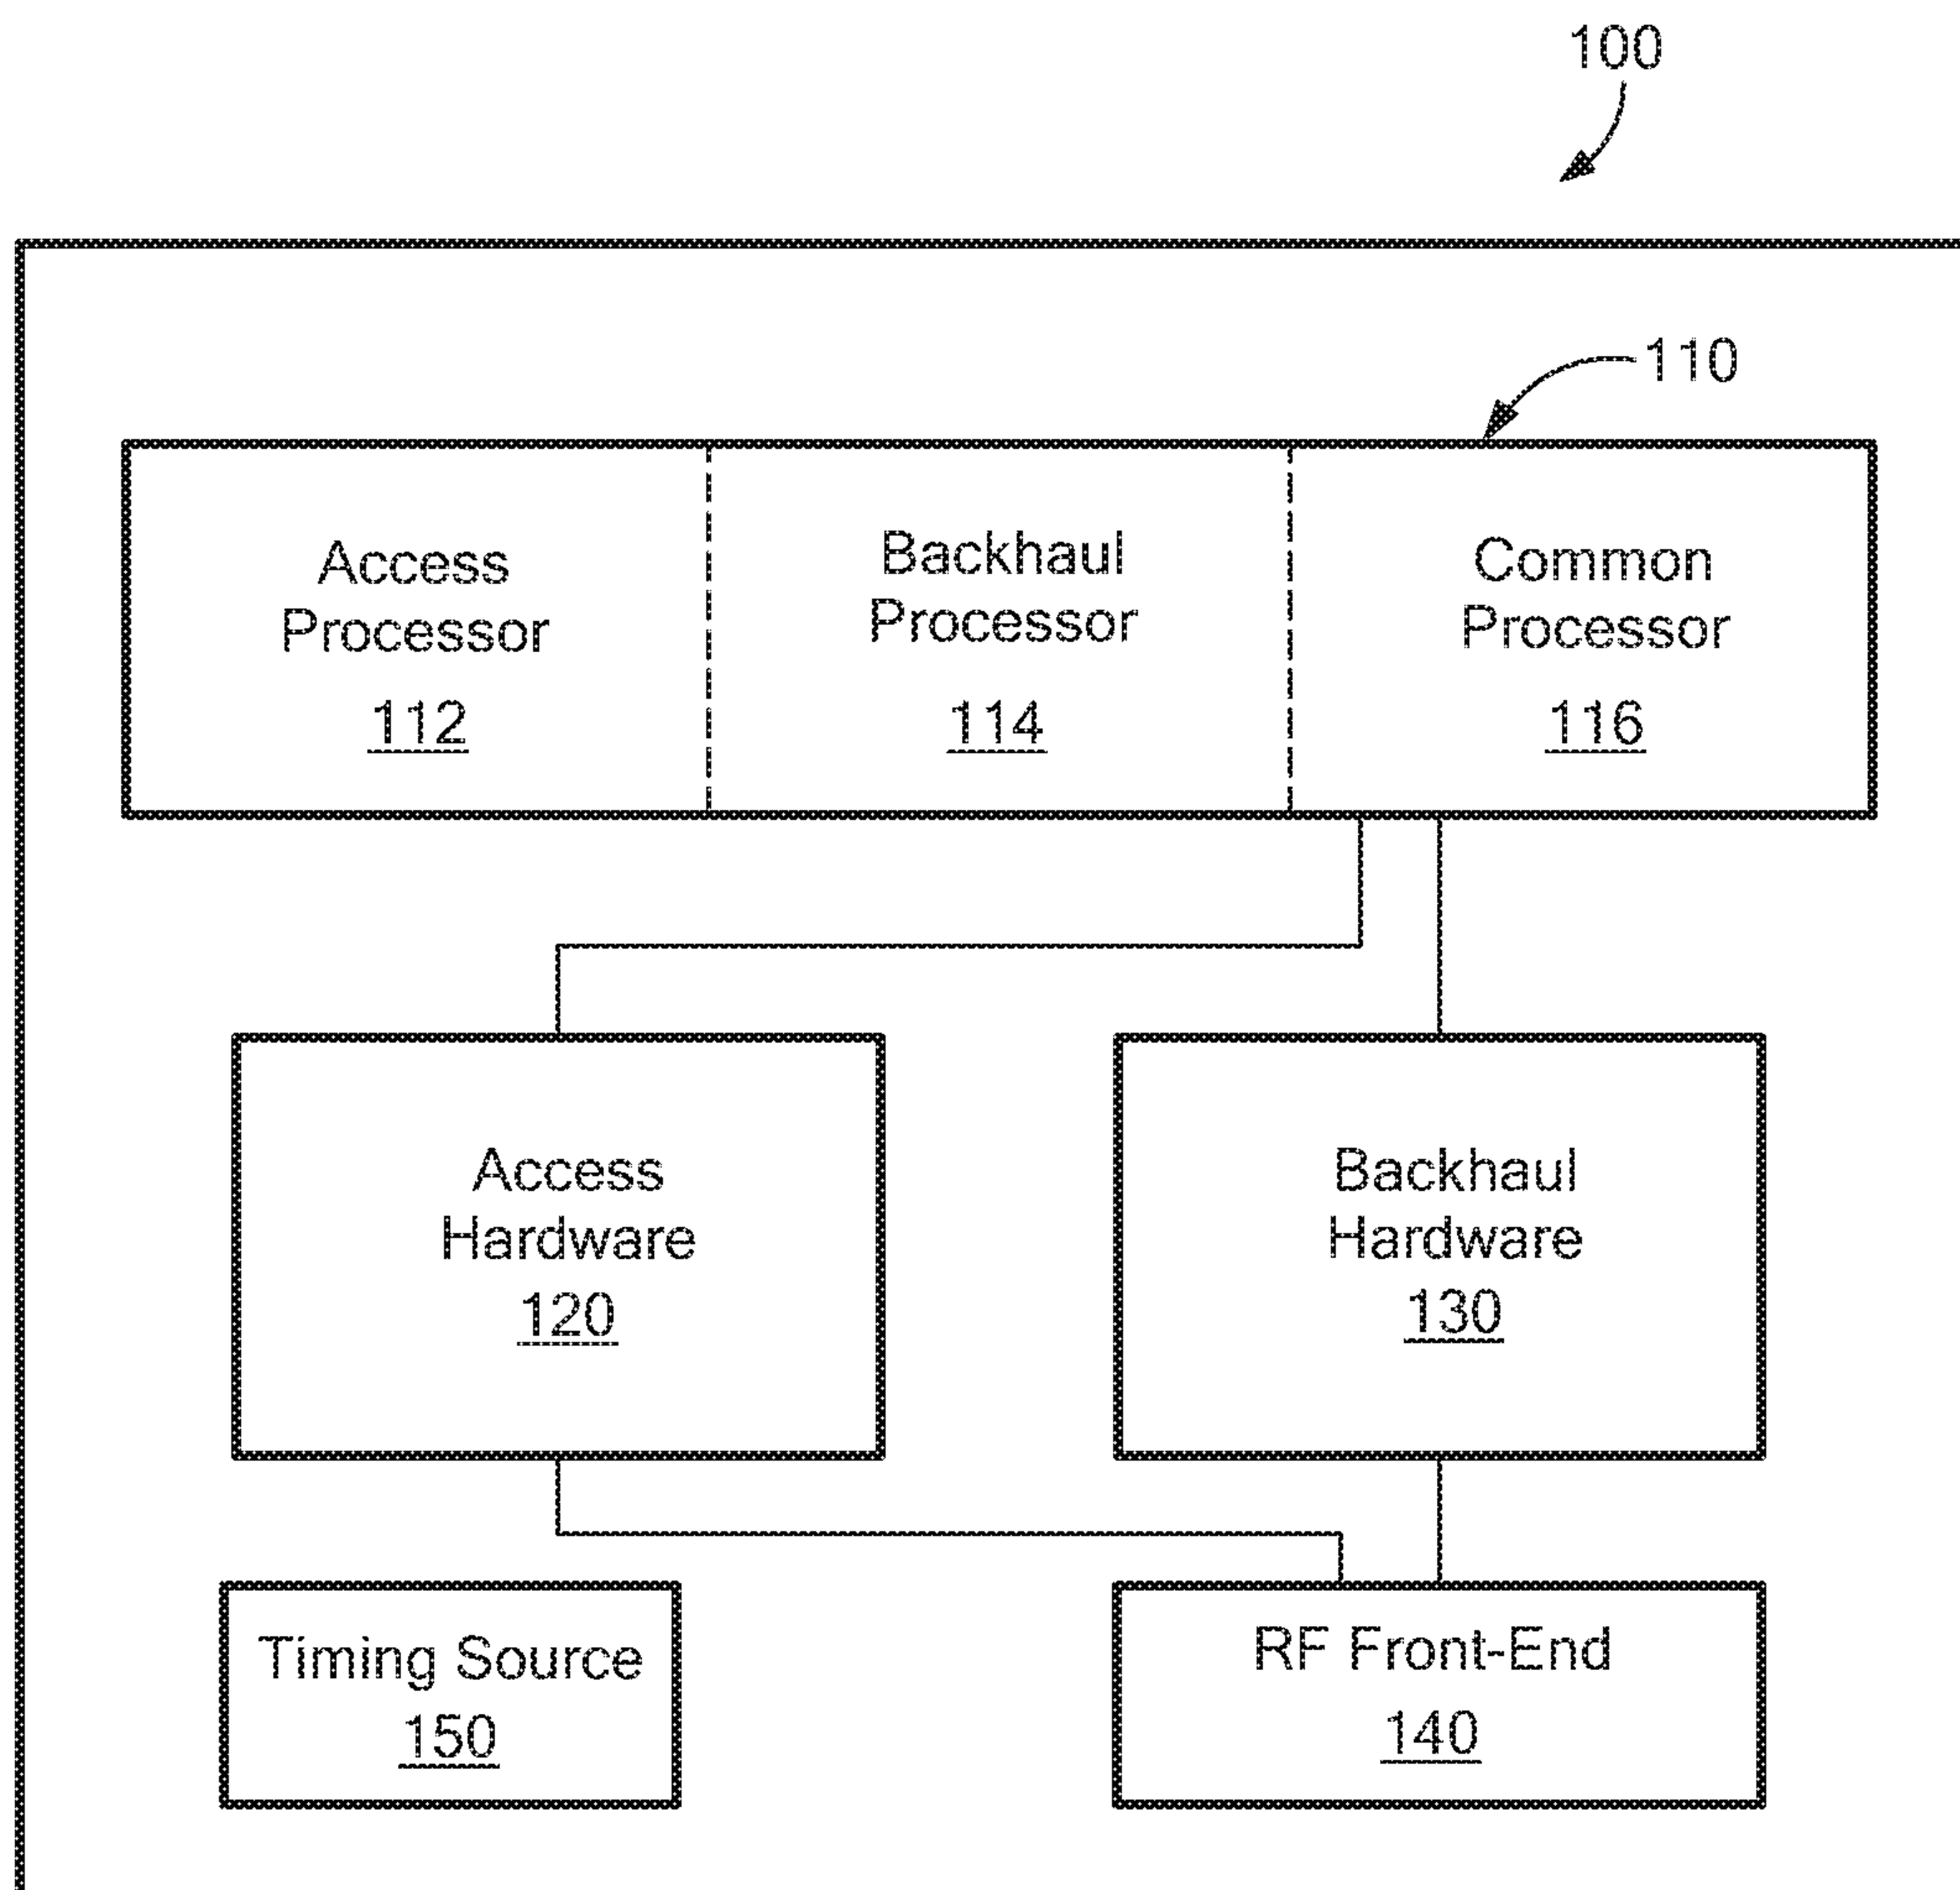 100
110
Access
Processor
112
Backhaul
Processor
114
Common
Processor
116
Access
Hardware
120
Backhaul
Hardware
130
Timing Source
150
RF Front-End
140